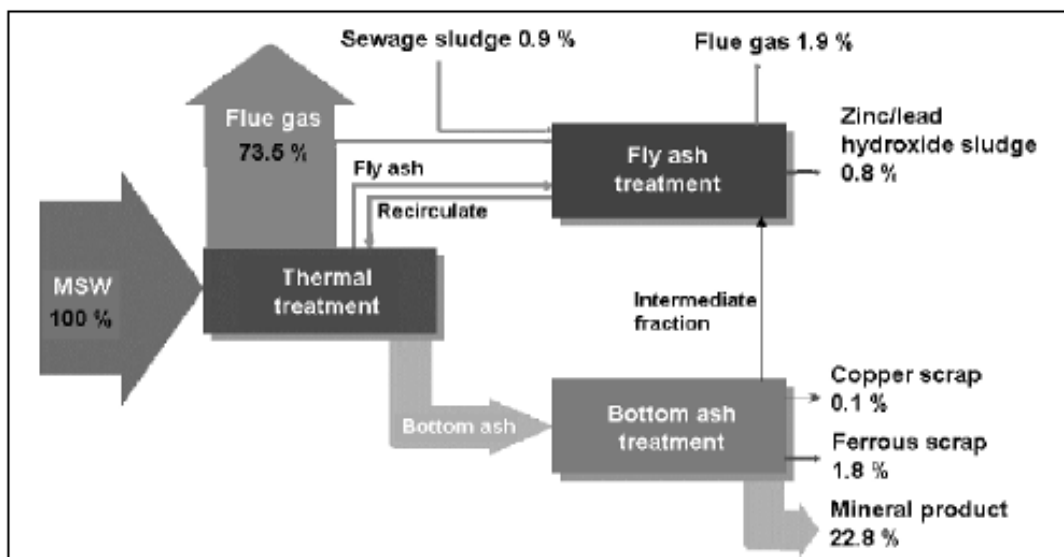 Sewage sludge 0.9 %
Flue gas 1.9 %
Flue gas
73.5 %
Zinc/lead
hydroxide sludge
0.8 %
Fly ash
treatment
Fly ash
Recirculate
MSW
100 %
Thermal
treatment
Intermediate
fraction
Bottom ash
Bottom ash
treatment
Copper scrap
0.1 %
Ferrous scrap
1.8 %
Mineral product
22.8 %